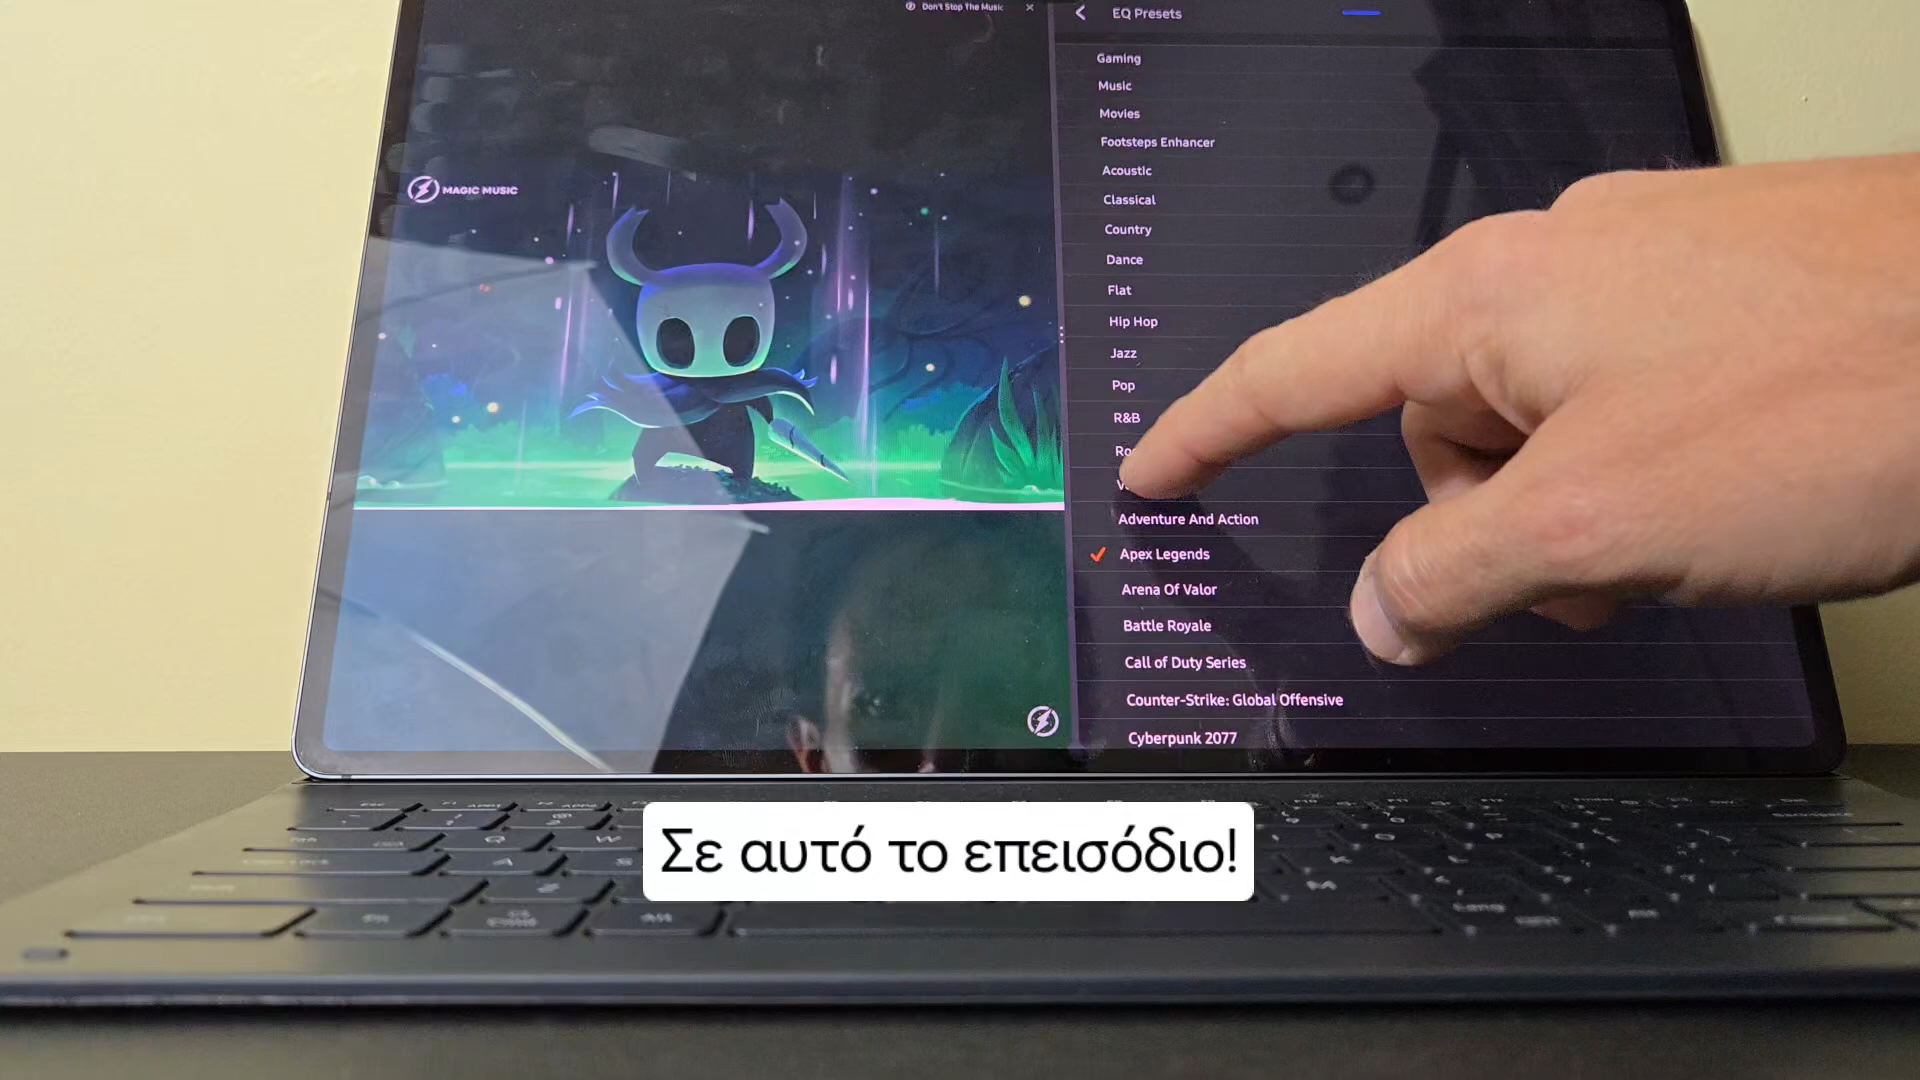 Don't Stop The Music
EQ Presets
Gaming
Music
Movies
Footsteps Enhancer
Acoustic
Classical
Country
Dance
Flat
Hip Hop
Jazz
Pop
R&B
Adventure And Action
Apex Legends
Arena Of Valor
Battle Royale
Call of Duty Series
Counter-Strike: Global Offensive
Cyberpunk 2077
MAGIC MUSIC
Σε αυτό το επεισόδιο!